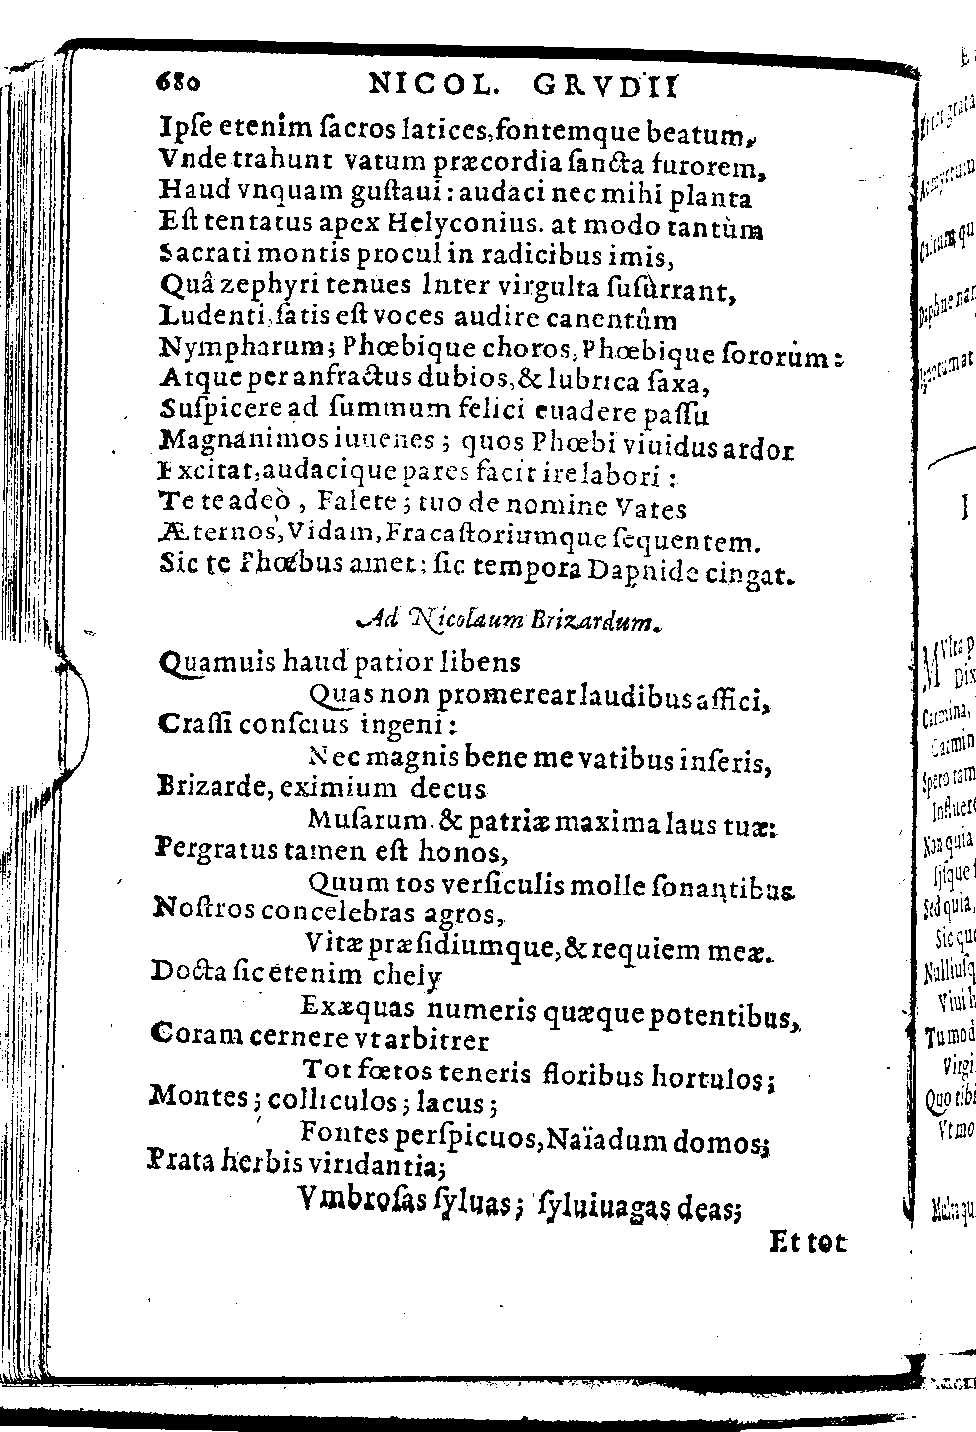 680 NICOL. GRVDII
Ipſe etenim ſacros latices, fontemque beatum,
Vnde trahunt vatum præcordia ſancta furorem,
Haud vnquam guſtaui: audaci nec mihi planta
Eſt tentatus apex Helyconius. at modo tantùm
Sacrati montis procul in radicibus imis,
Quâ zephyri tenues inter virgulta ſuſùrrant,
Ludenti, ſatis eſt voces audire canentûm
Nympharum; Phœbique choros, Phœbique ſororùm:
Atque per anfractus dubios, & lubrica ſaxa,
Suſpicere ad ſummum felici euadere paſſu
Magnanimos iuuenes; quos Phœbi viuidus ardor
Excitat, audacique pares facit ire labori:
Te te adeò, Falete; tuo de nomine Vates
Æternos, Vidam, Fracaſtoriumque ſequentem.
Sic te Phœbus amet: ſic tempora Daphide cingat.
Ad Nicolaum Brizardum.
Quamuis haud patior libens
Quas non promerear laudibus affici,
Craſſi conſcius ingeni:
Nec magnis bene me vatibus inſeris,
Brizarde, eximium decus
Muſarum. & patriæ maxima laus tuæ:
Pergratus tamen eſt honos,
Quum tos verſiculis molle ſonantibus
Noſtros concelebras agros,
Vitæ præſidiumque, & requiem meæ.
Docta ſic etenim chely
Exæquas numeris quæque potentibus,
Coram cernere vt arbitrer
Tot fœtos teneris floribus hortulos;
Montes; colliculos; lacus;
Fontes perſpicuos, Naïadum domos;
Prata herbis viridantia;
Vmbroſas ſyluas; ſyluiuagas deas;
Et tot